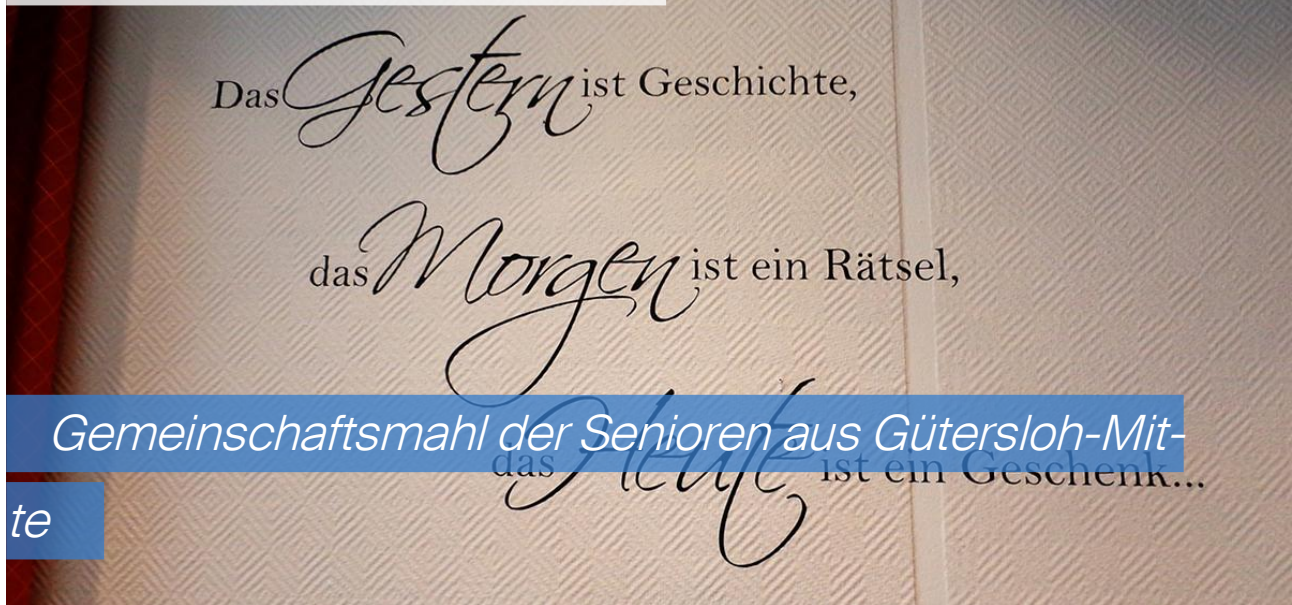 Das Gestern ist Geschichte,
das Morgen ist ein Rätsel,
das Heute ist ein Geschenk...
Gemeinschaftsmahl der Senioren aus Gütersloh-Mit-
te